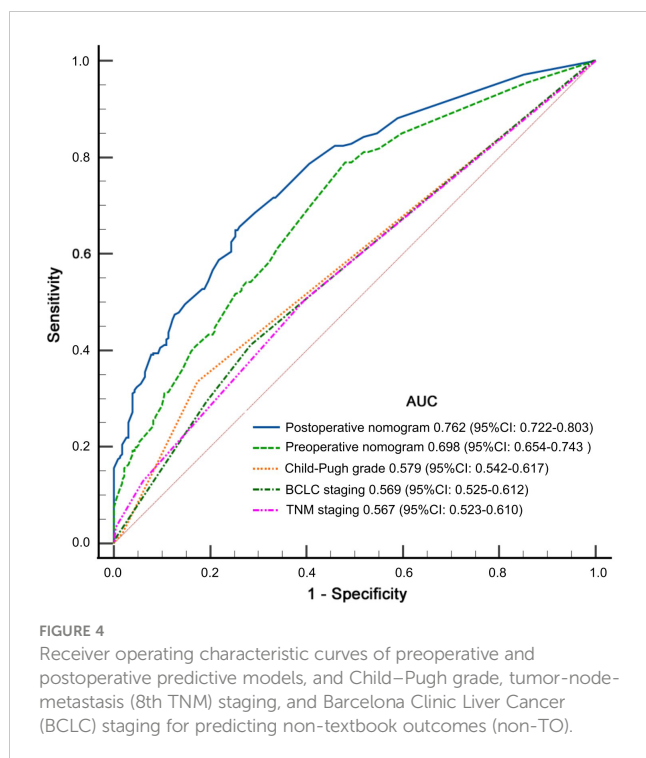 1.0
0.8
0.6
0.4
0.2
0.0
Sensitivity
AUC
Postoperative nomogram 0.762 (95%CI: 0.722-0.803)
Preoperative nomogram 0.698 (95%CI: 0.654-0.743 )
Child-Pugh grade 0.579 (95%CI: 0.542-0.617)
BCLC staging 0.569 (95%CI: 0.525-0.612)
TNM staging 0.567 (95%CI: 0.523-0.610)
0.0 0.2 0.4 0.6 0.8 1.0
1 - Specificity
FIGURE 4
Receiver operating characteristic curves of preoperative and
postoperative predictive models, and Child–Pugh grade, tumor-node-
metastasis (8th TNM) staging, and Barcelona Clinic Liver Cancer
(BCLC) staging for predicting non-textbook outcomes (non-TO).